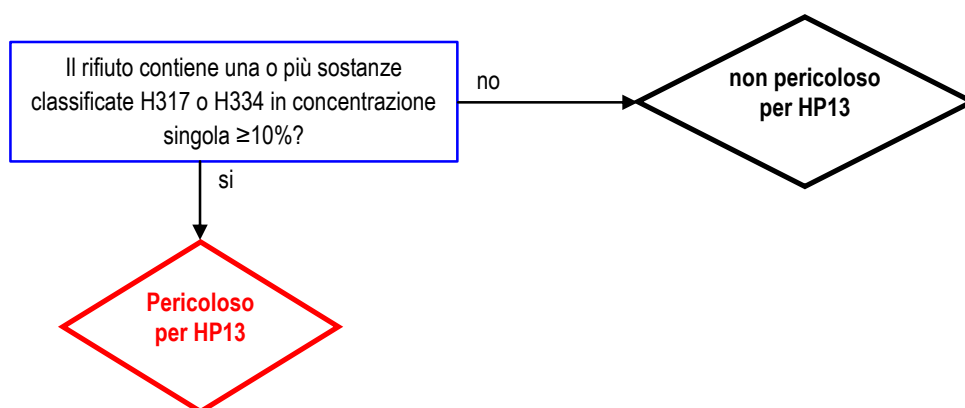 Il rifiuto contiene una o più sostanze
classificate H317 o H334 in concentrazione
singola ≥10%?
no
non pericoloso
per HP13
si
Pericoloso
per HP13